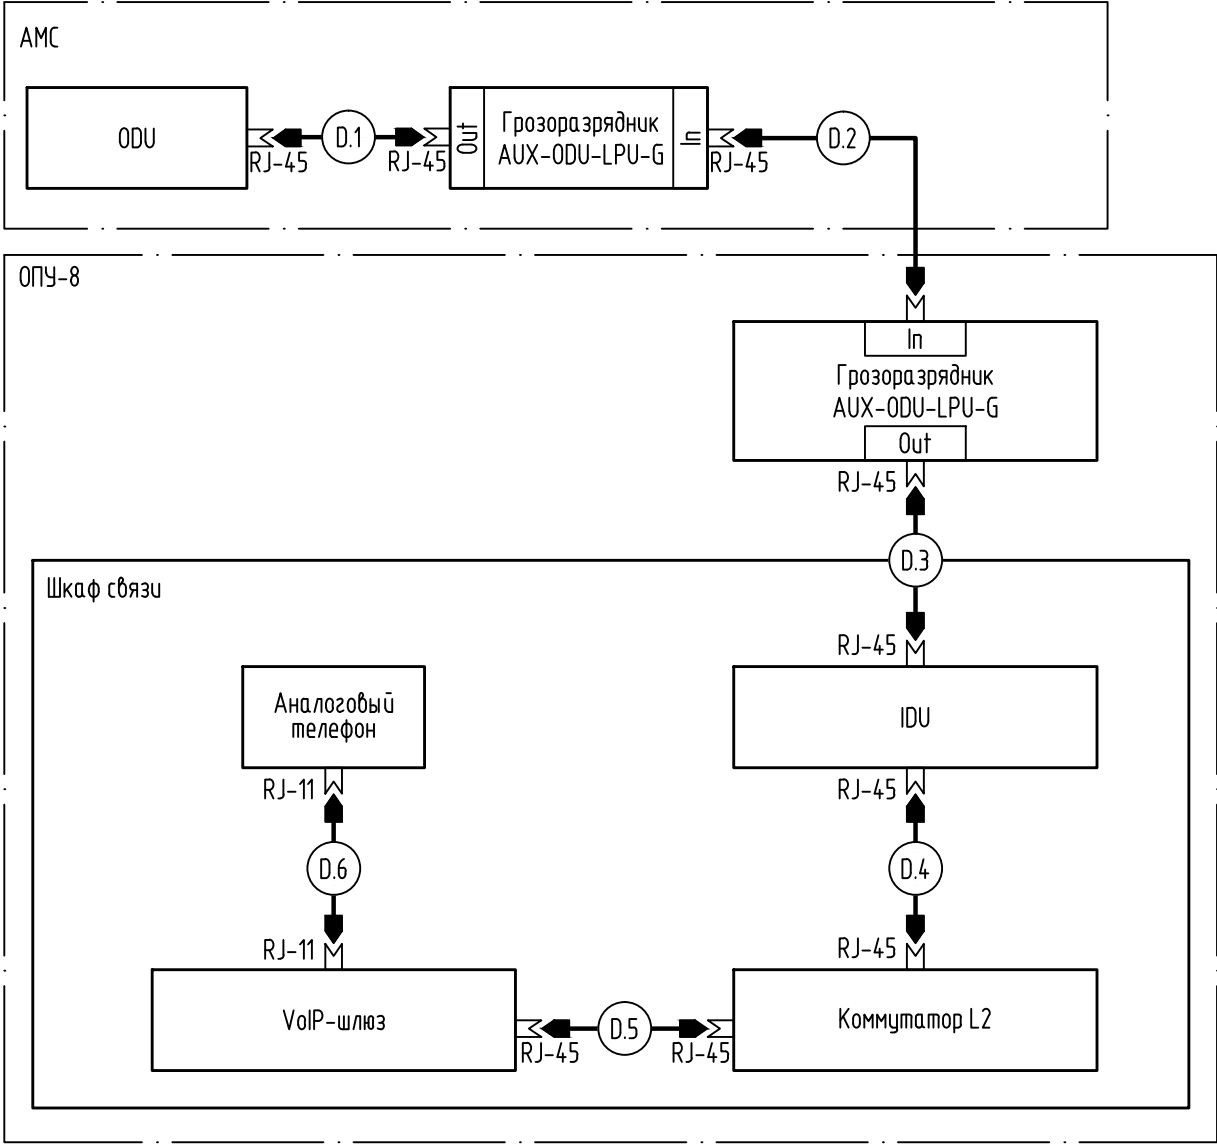 АМС
ODU
RJ-45
D.1
RJ-45
Out
Грозоразрядник
AUX-ODU-LPU-G
In
RJ-45
D.2
ОПУ-8
In
Грозоразрядник
AUX-ODU-LPU-G
Out
RJ-45
D.3
Шкаф связи
RJ-45
Аналоговый
телефон
IDU
RJ-11
RJ-45
D.6
D.4
RJ-11
RJ-45
VoIP-шлюз
D.5
Коммутатор L2
RJ-45
RJ-45